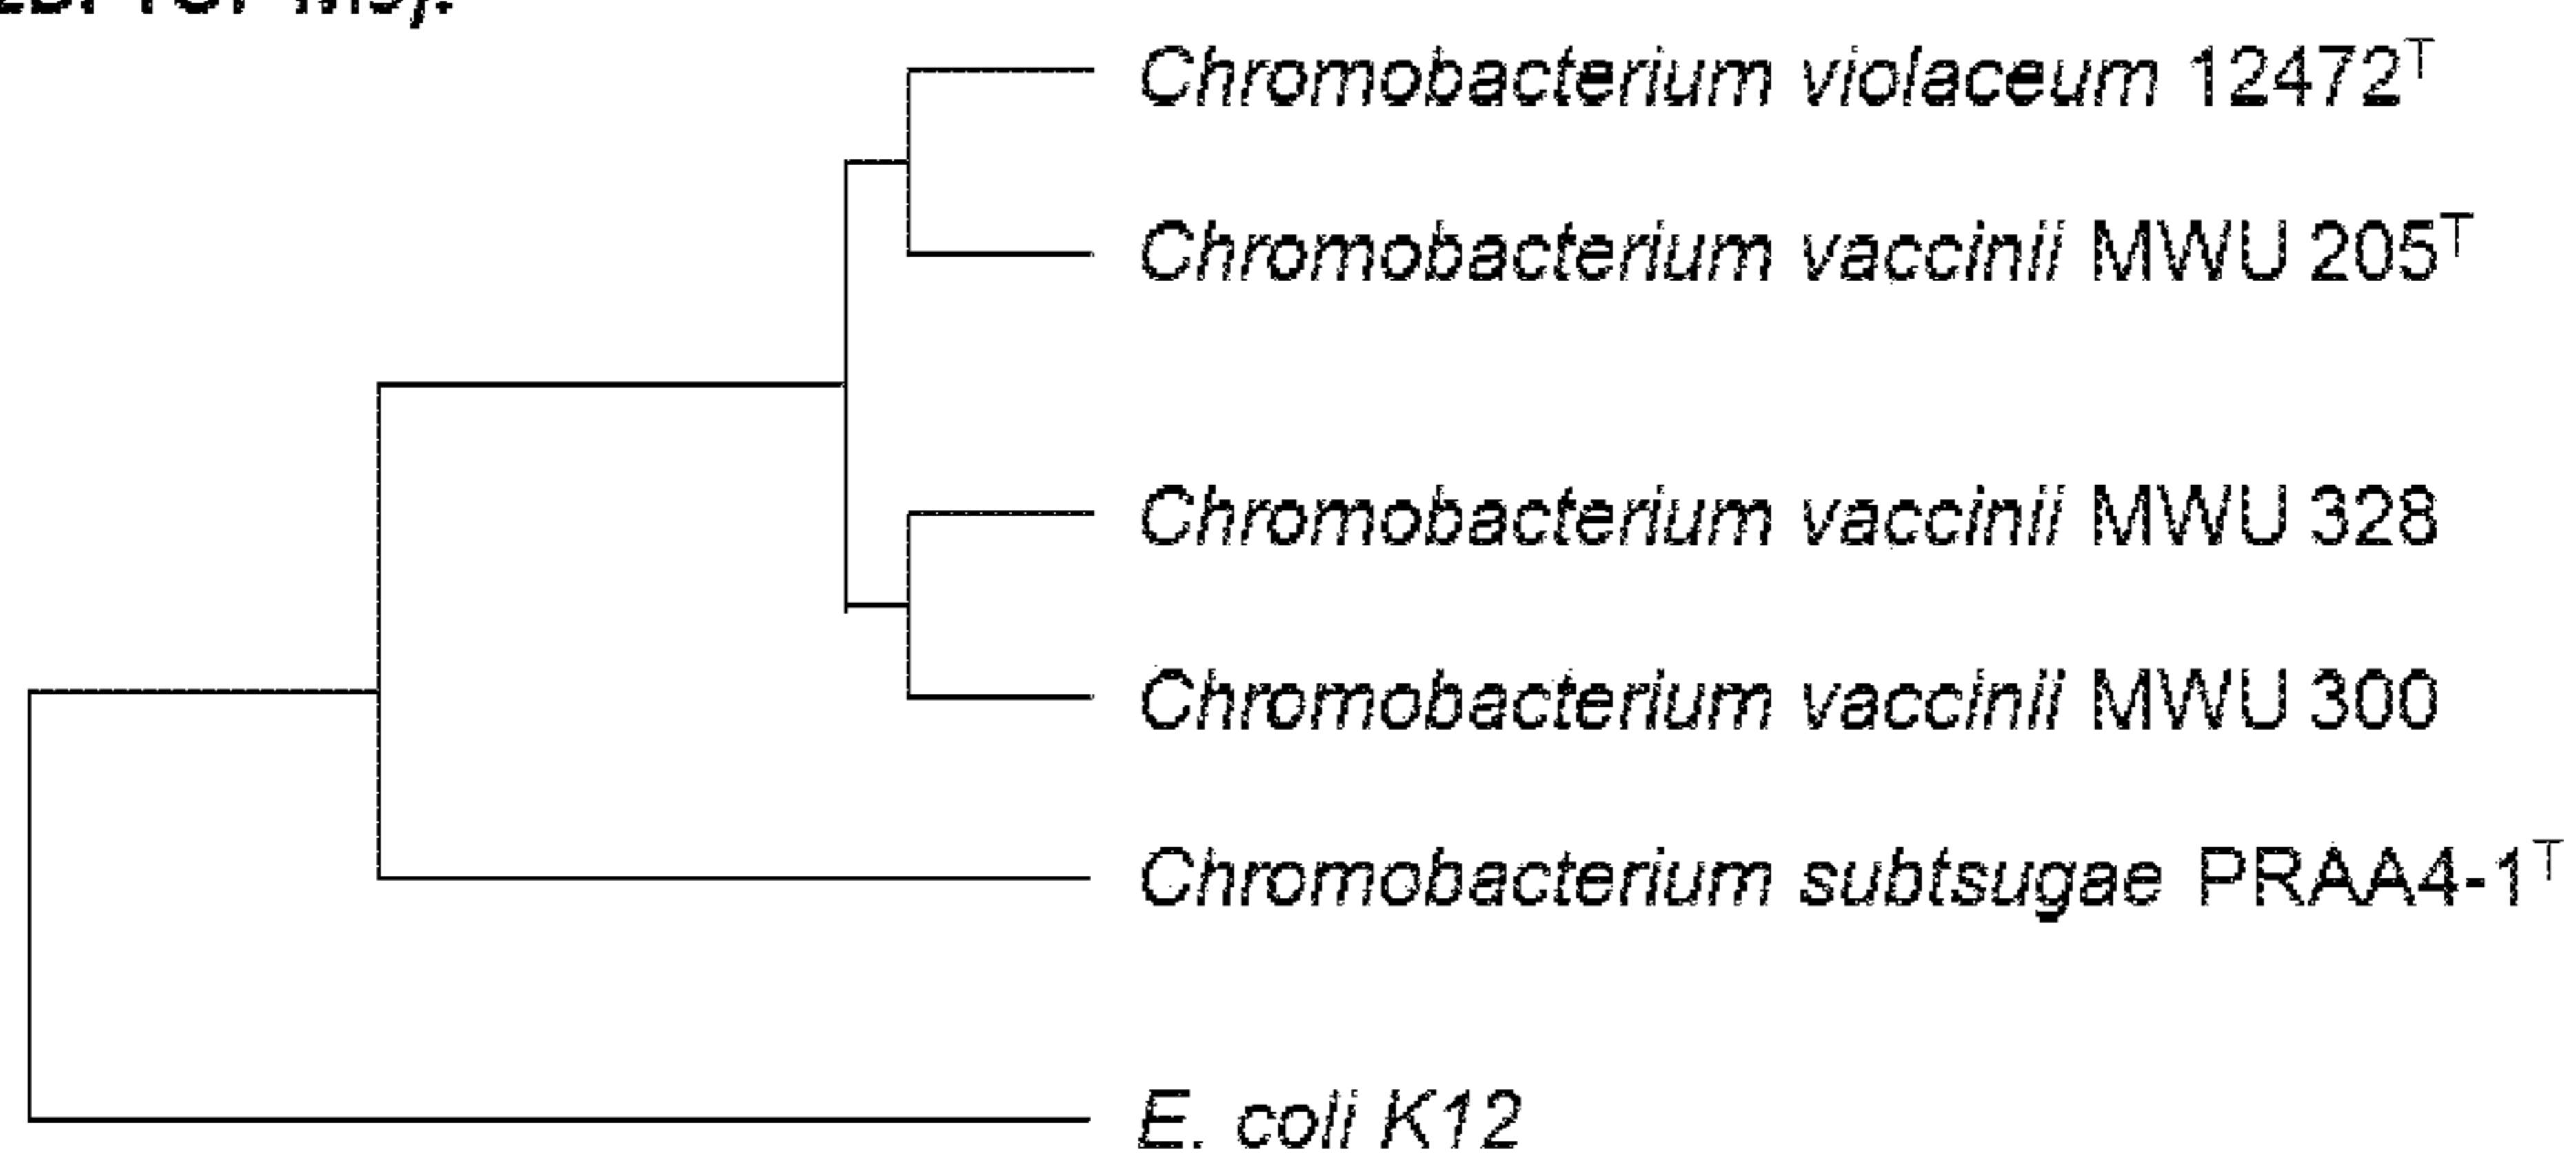 Chromobacterium violaceum 12472ᵀ
Chromobacterium vaccinii MWU 205ᵀ
Chromobacterium vaccinii MWU 328
Chromobacterium vaccinii MWU 300
Chromobacterium subtsugae PRAA4-1ᵀ
E. coli K12